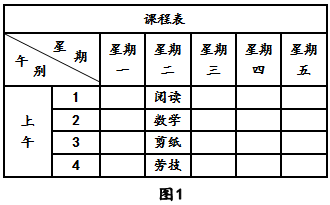 课程表
星期
午别
星期一
星期二
星期三
星期四
星期五
上午
1 阅读
2 数学
3 剪纸
4 劳技
图1